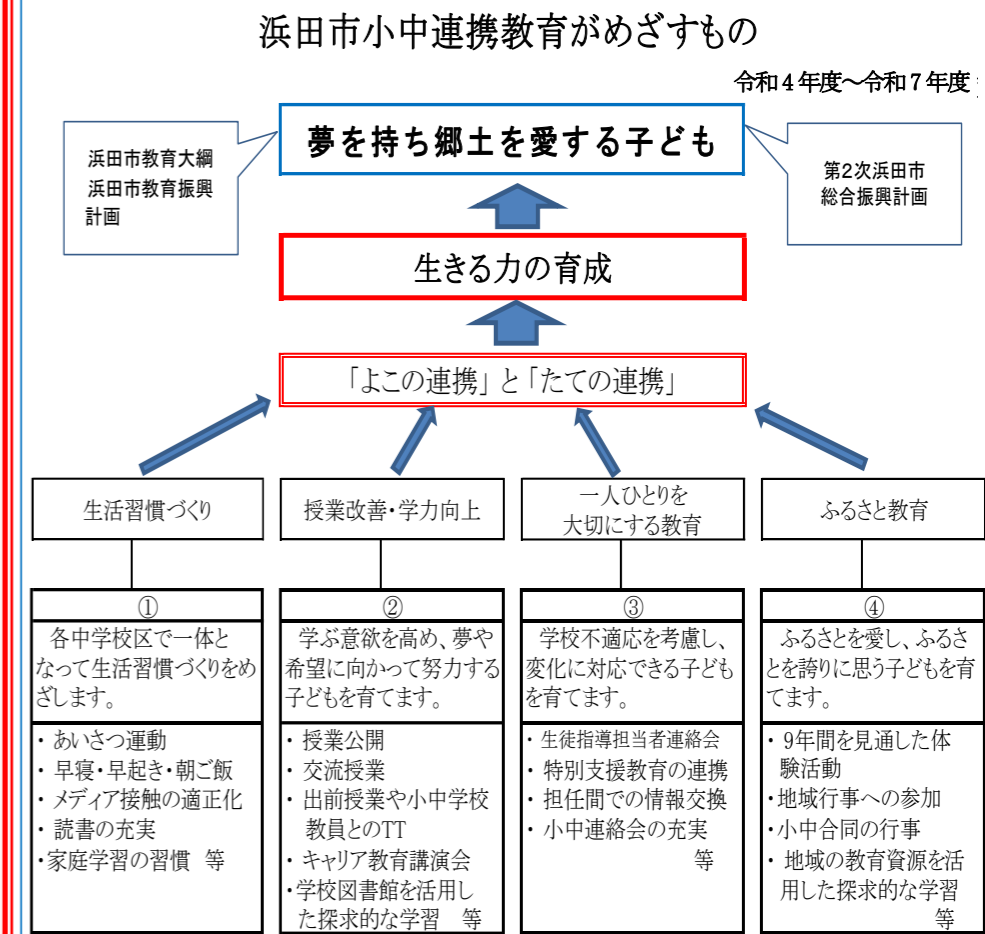 浜田市小中連携教育がめざすもの
令和4年度～令和7年度
浜田市教育大綱
浜田市教育振興
計画
夢を持ち郷土を愛する子ども
第2次浜田市
総合振興計画
生きる力の育成
「よこの連携」と「たての連携」
生活習慣づくり
授業改善・学力向上
一人ひとりを
大切にする教育
ふるさと教育
①
各中学校区で一体と
なって生活習慣づくりをめ
ざします。
・ あいさつ運動
・ 早寝・早起き・朝ご飯
・ メディア接触の適正化
・ 読書の充実
・家庭学習の習慣 等
②
学ぶ意欲を高め、夢や
希望に向かって努力する
子どもを育てます。
・ 授業公開
・ 交流授業
・ 出前授業や小中学校
教員とのTT
・ キャリア教育講演会
・学校図書館を活用し
た探求的な学習 等
③
学校不適応を考慮し、
変化に対応できる子ども
を育てます。
・ 生徒指導担当者連絡会
・ 特別支援教育の連携
・ 担任間での情報交換
・ 小中連絡会の充実
等
④
ふるさとを愛し、ふるさ
とを誇りに思う子どもを育
てます。
・ 9年間を見通した体
験活動
・地域行事への参加
・小中合同の行事
・ 地域の教育資源を活
用した探求的な学習
等